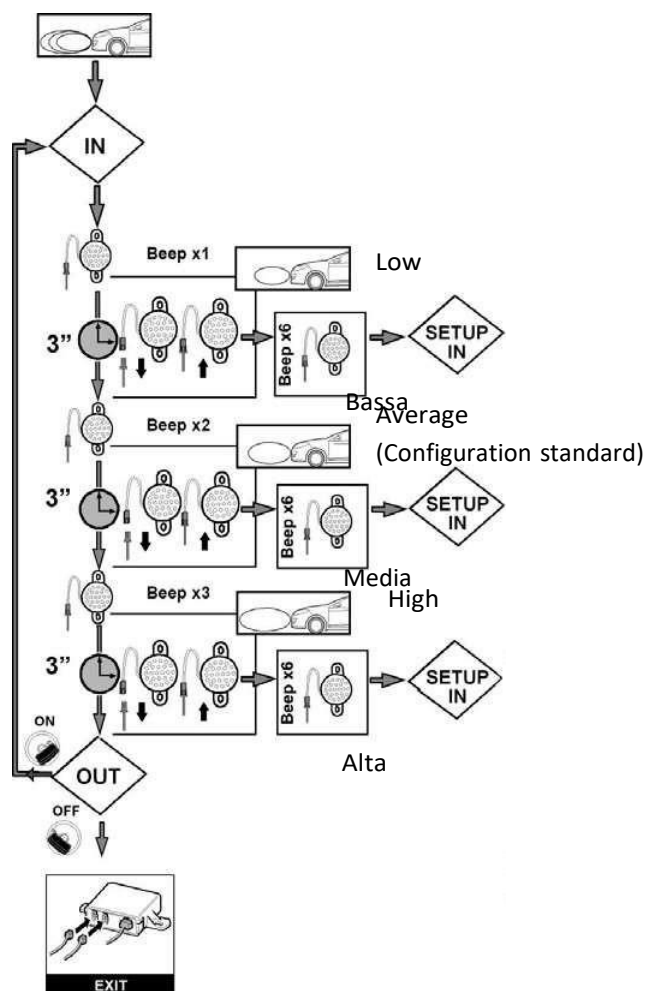 IN
Beep x1
Low
3”
Beep x6
SETUP
IN
Bassa
Average
Beep x2
(Configuration standard)
3”
Beep x6
SETUP
IN
Media
High
Beep x3
3”
Beep x6
SETUP
IN
ON
Alta
OUT
OFF
EXIT